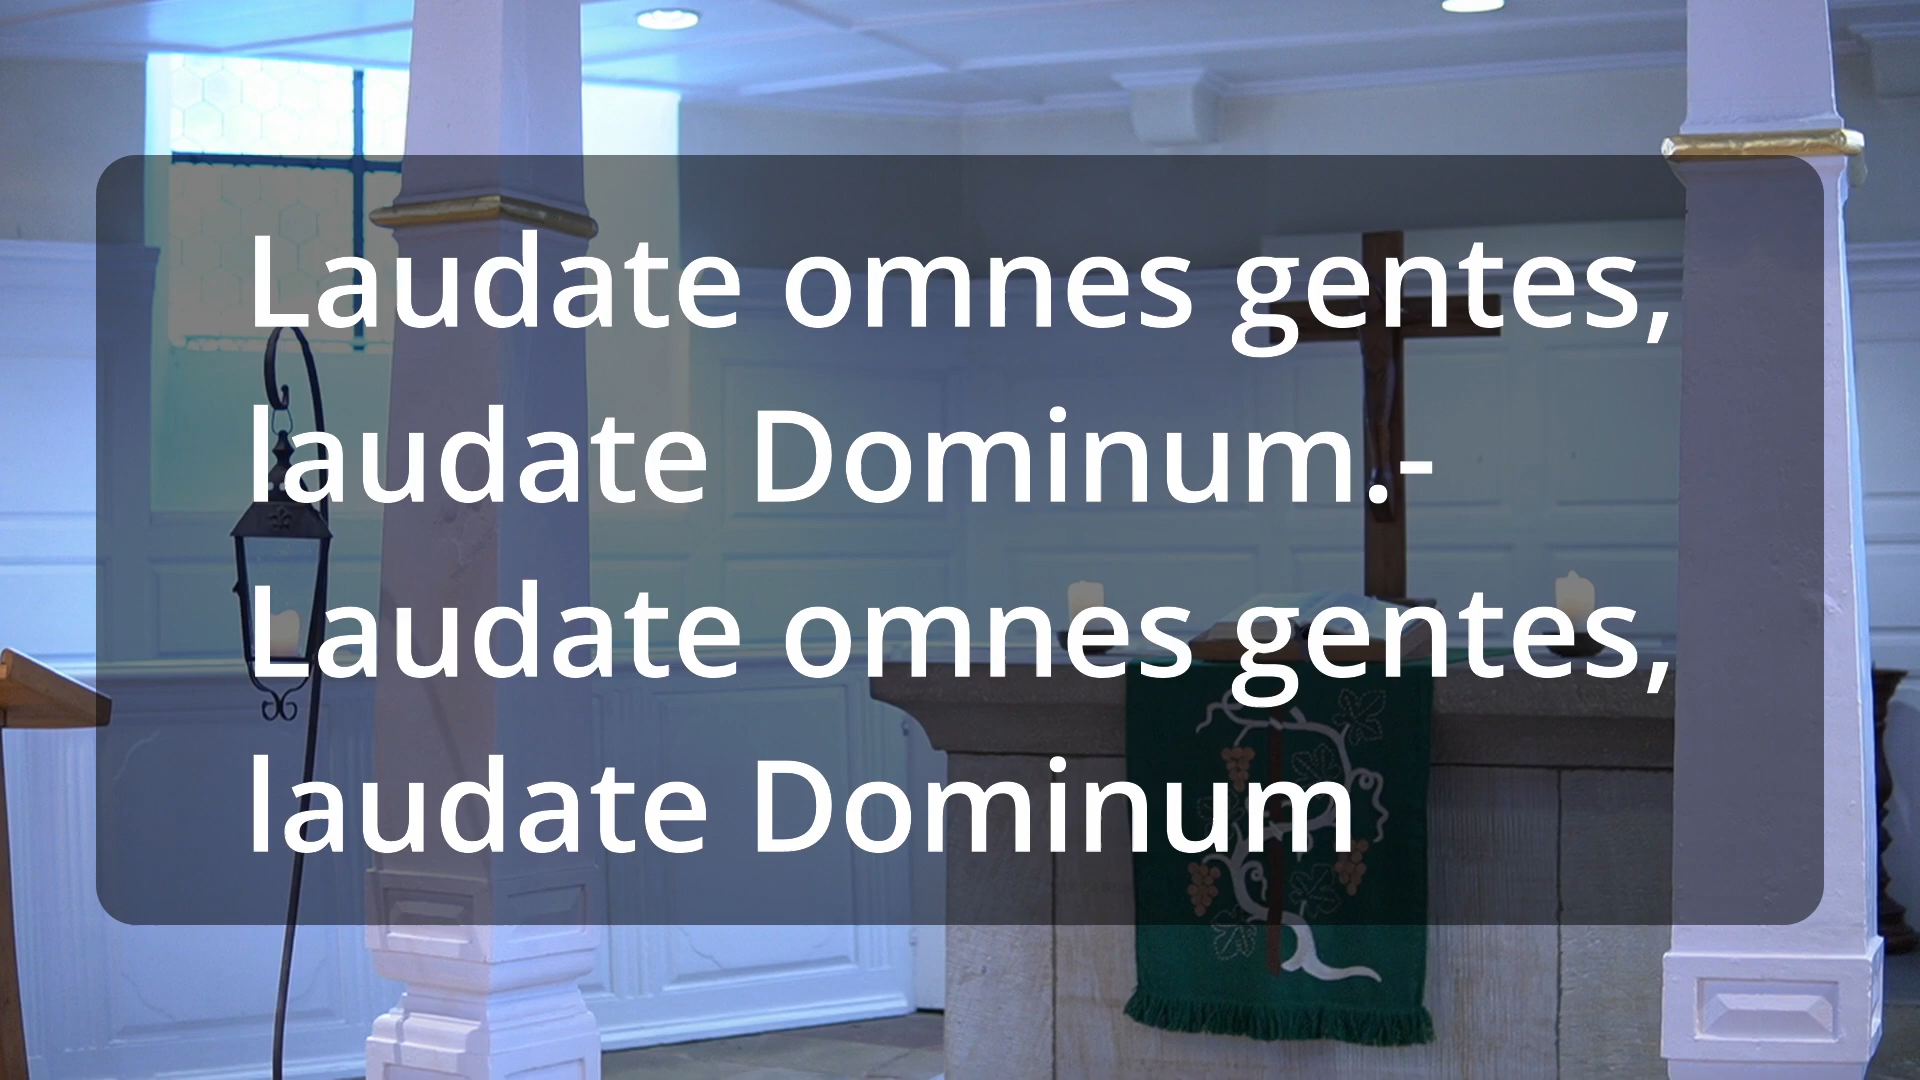 Laudate omnes gentes,
laudate Dominum.-
Laudate omnes gentes,
laudate Dominum